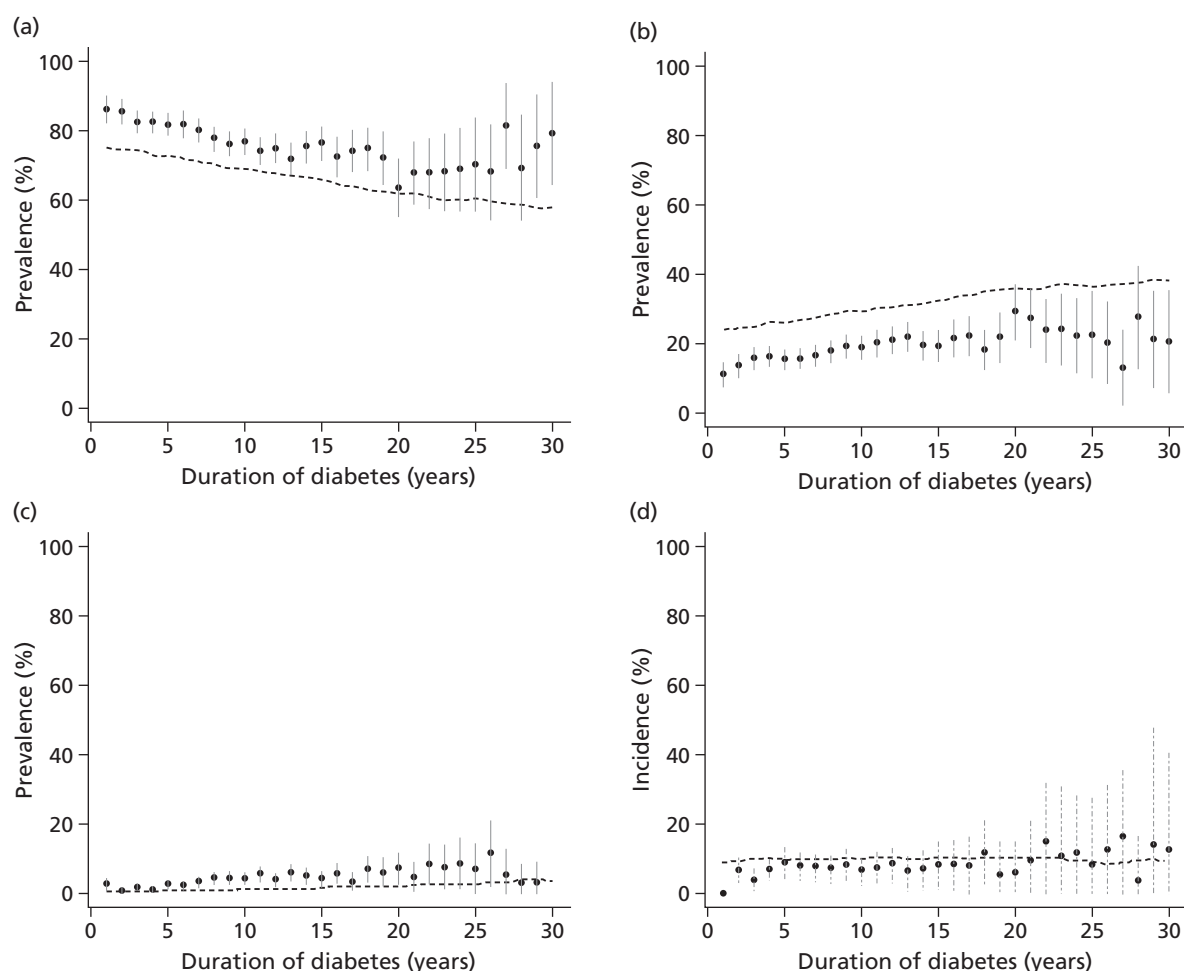 (a)
100
80
60
40
20
0
Prevalence (%)
0 5 10 15 20 25 30
Duration of diabetes (years)
(b)
100
80
60
40
20
0
Prevalence (%)
0 5 10 15 20 25 30
Duration of diabetes (years)
(c)
100
80
60
40
20
0
Prevalence (%)
0 5 10 15 20 25 30
Duration of diabetes (years)
(d)
100
80
60
40
20
0
Incidence (%)
0 5 10 15 20 25 30
Duration of diabetes (years)